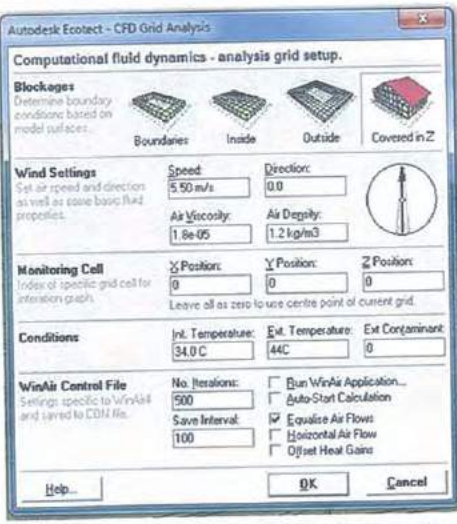 Autodesk Ecotect - CFD Grid Analysis
Computational fluid dynamics - analysis grid setup.
Blockages
Determine boundary
conditions based on
model surfaces.
Boundaries Inside Outside Covered in Z
Wind Settings
Set air speed and direction
as well as some basic fluid
properties.
Speed: Direction:
5.50 m/s 0.0
Air Viscosity: Air Density:
1.8e-05 1.2 kg/m3
Monitoring Cell
Index of specific grid cell for
interation graph.
X Position: Y Position: Z Position:
0 0 0
Leave all as zero to use centre point of current grid.
Conditions
Int. Temperature: Ext. Temperature: Ext Contaminant:
34.0 C 44C 0
WinAir Control File
Settings specific to WinAir4
and saved to CON file.
No. Iterations:
500
Save Interval:
100
Run WinAir Application...
Auto-Start Calculation
Equalise Air Flows
Horizontal Air Flow
Offset Heat Gains
Help... OK Cancel